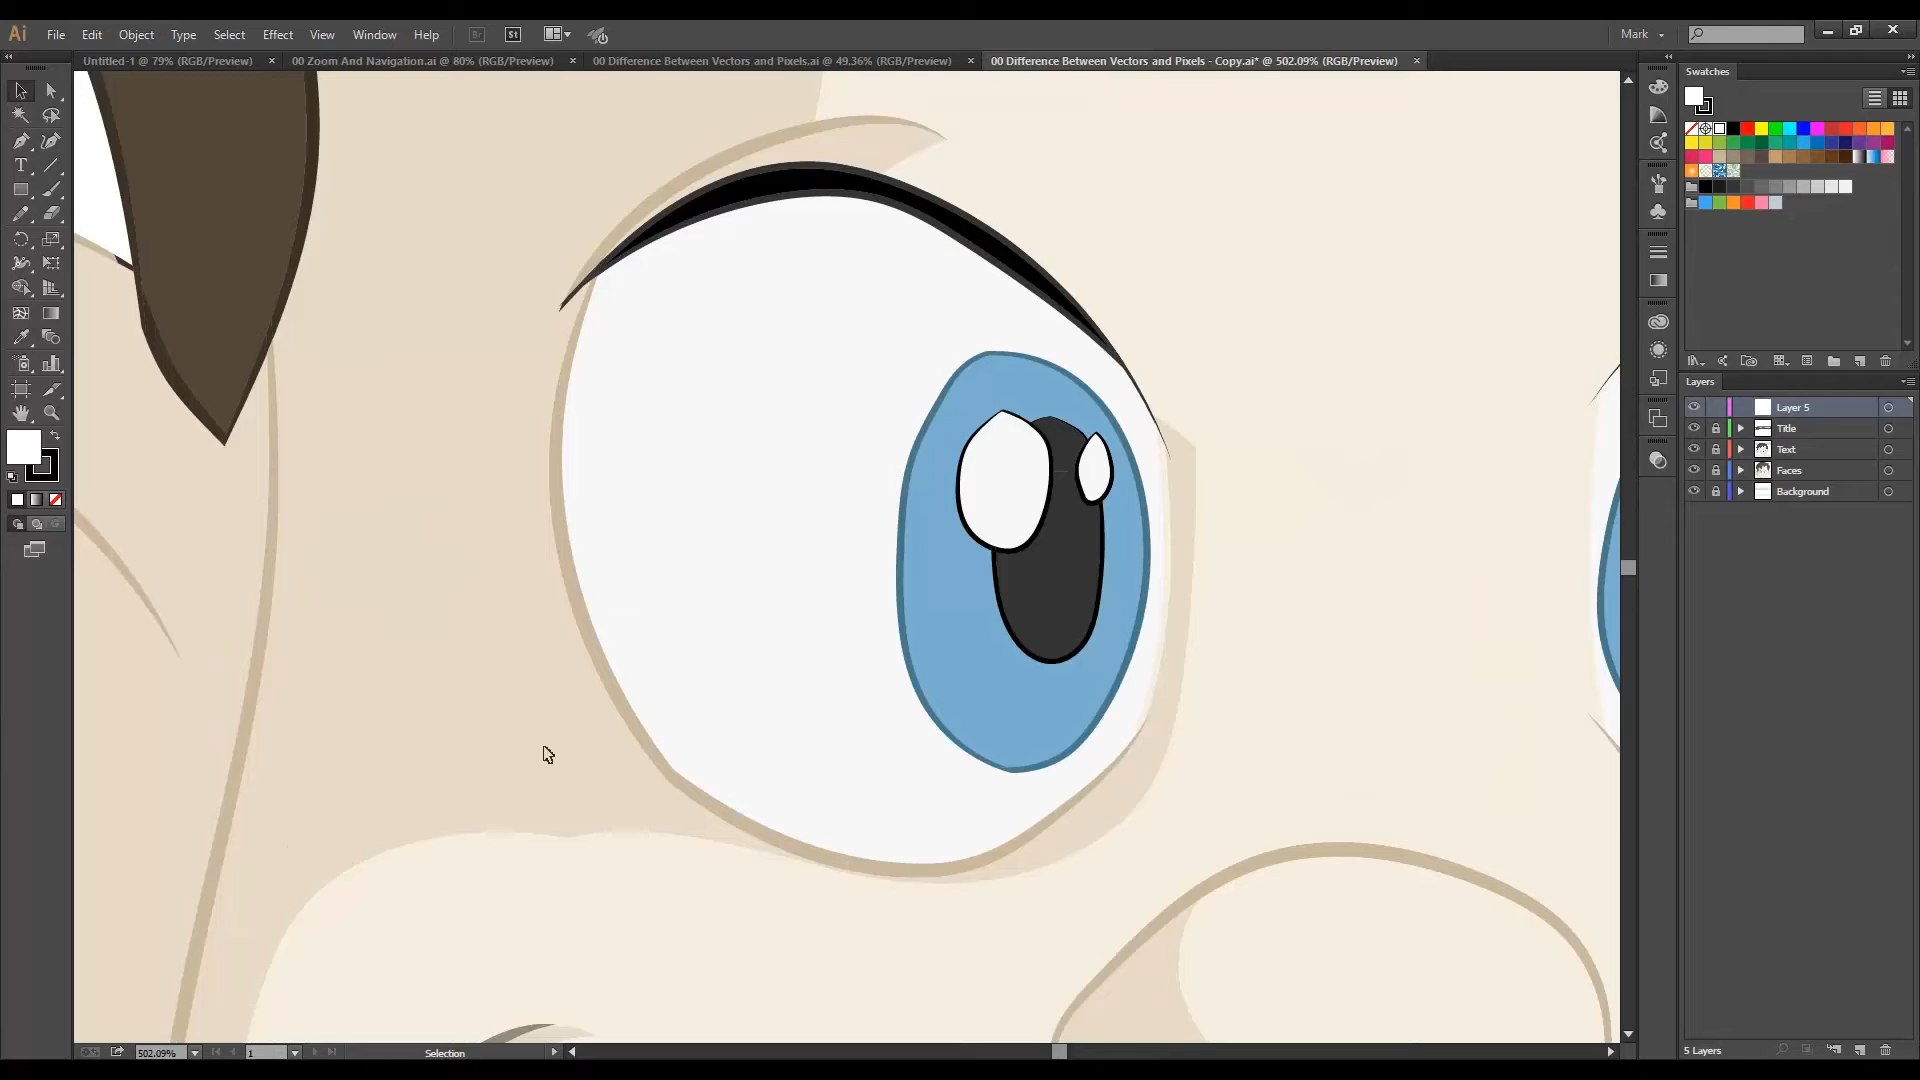 Ai File Edit Object Type Select Effect View Window Help Br St Mark
Untitled-1 @ 79% (RGB/Preview) × 00 Zoom And Navigation.ai @ 80% (RGB/Preview) × 00 Difference Between Vectors and Pixels.ai @ 49.36% (RGB/Preview) × 00 Difference Between Vectors and Pixels - Copy.ai* @ 502.09% (RGB/Preview) ×
Swatches
Layers
Layer 5
Title
Text
Faces
Background
502.09% 1 Selection 5 Layers